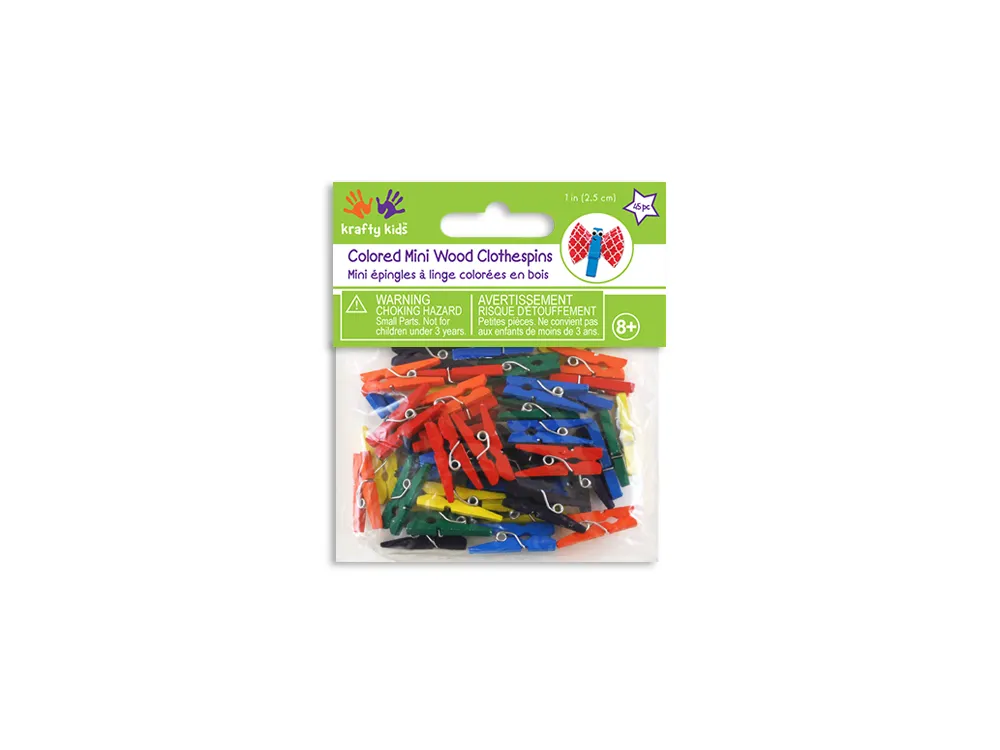 krafty kids™
1 in (2.5 cm)
45 pc
Colored Mini Wood Clothespins
Mini épingles à linge colorées en bois
WARNING
CHOKING HAZARD
Small Parts. Not for
children under 3 years.
AVERTISSEMENT
RISQUE D'ÉTOUFFEMENT
Petites pièces. Ne convient pas
aux enfants de moins de 3 ans.
8+